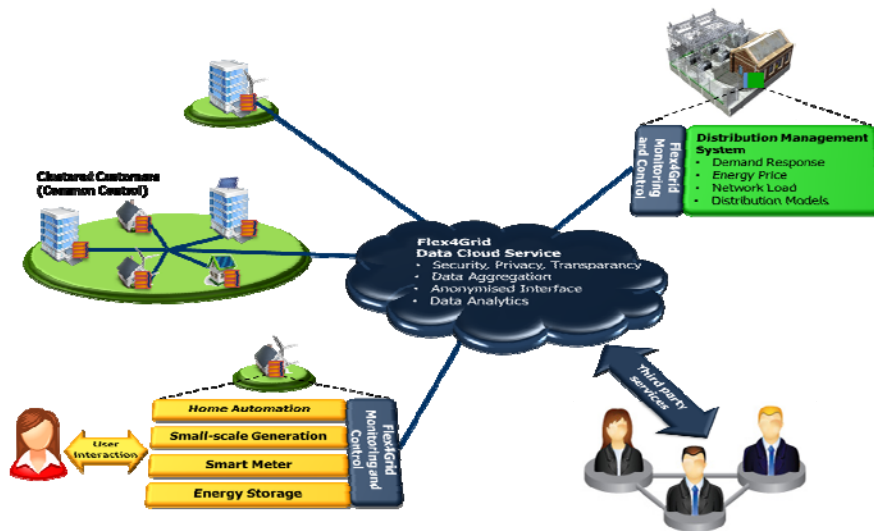 Clustered Customers
(Common Control)
Flex4Grid
Monitoring
and Control
Distribution Management
System
• Demand Response
• Energy Price
• Network Load
• Distribution Models
Flex4Grid
Data Cloud Service
• Security, Privacy, Transparancy
• Data Aggregation
• Anonymised Interface
• Data Analytics
User
Interaction
Home Automation
Small-scale Generation
Smart Meter
Energy Storage
Flex4Grid
Monitoring and
Control
Third party
services